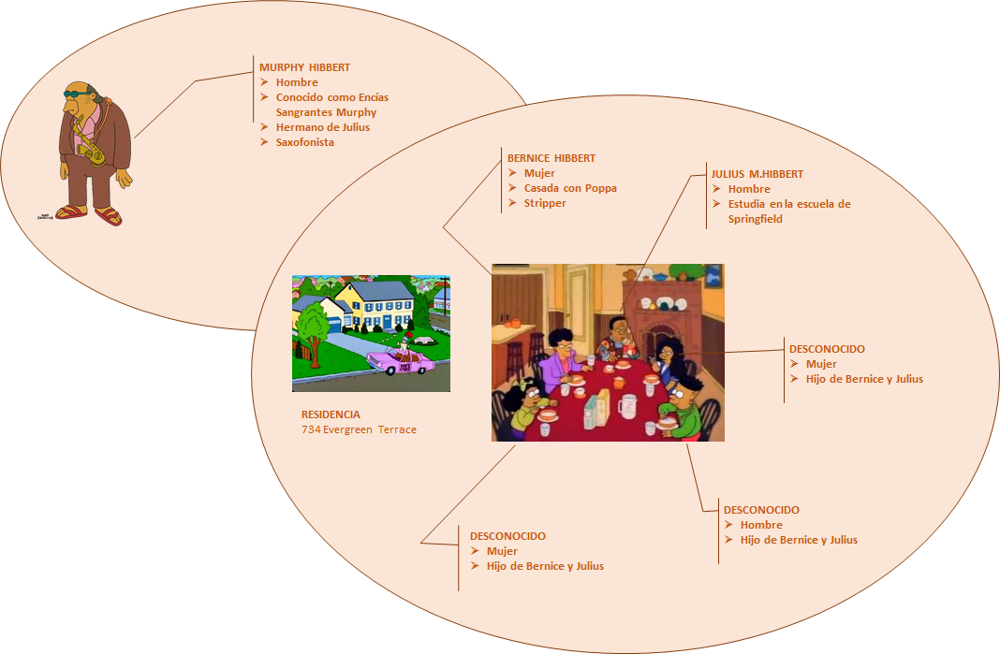 MURPHY HIBBERT
Hombre
Conocido como Encías
Sangrantes Murphy
Hermano de Julius
Saxofonista
BERNICE HIBBERT
Mujer
Casada con Poppa
Stripper
JULIUS M.HIBBERT
Hombre
Estudia en la escuela de
Springfield
DESCONOCIDO
Mujer
Hijo de Bernice y Julius
RESIDENCIA
734 Evergreen Terrace
DESCONOCIDO
Hombre
Hijo de Bernice y Julius
DESCONOCIDO
Mujer
Hijo de Bernice y Julius